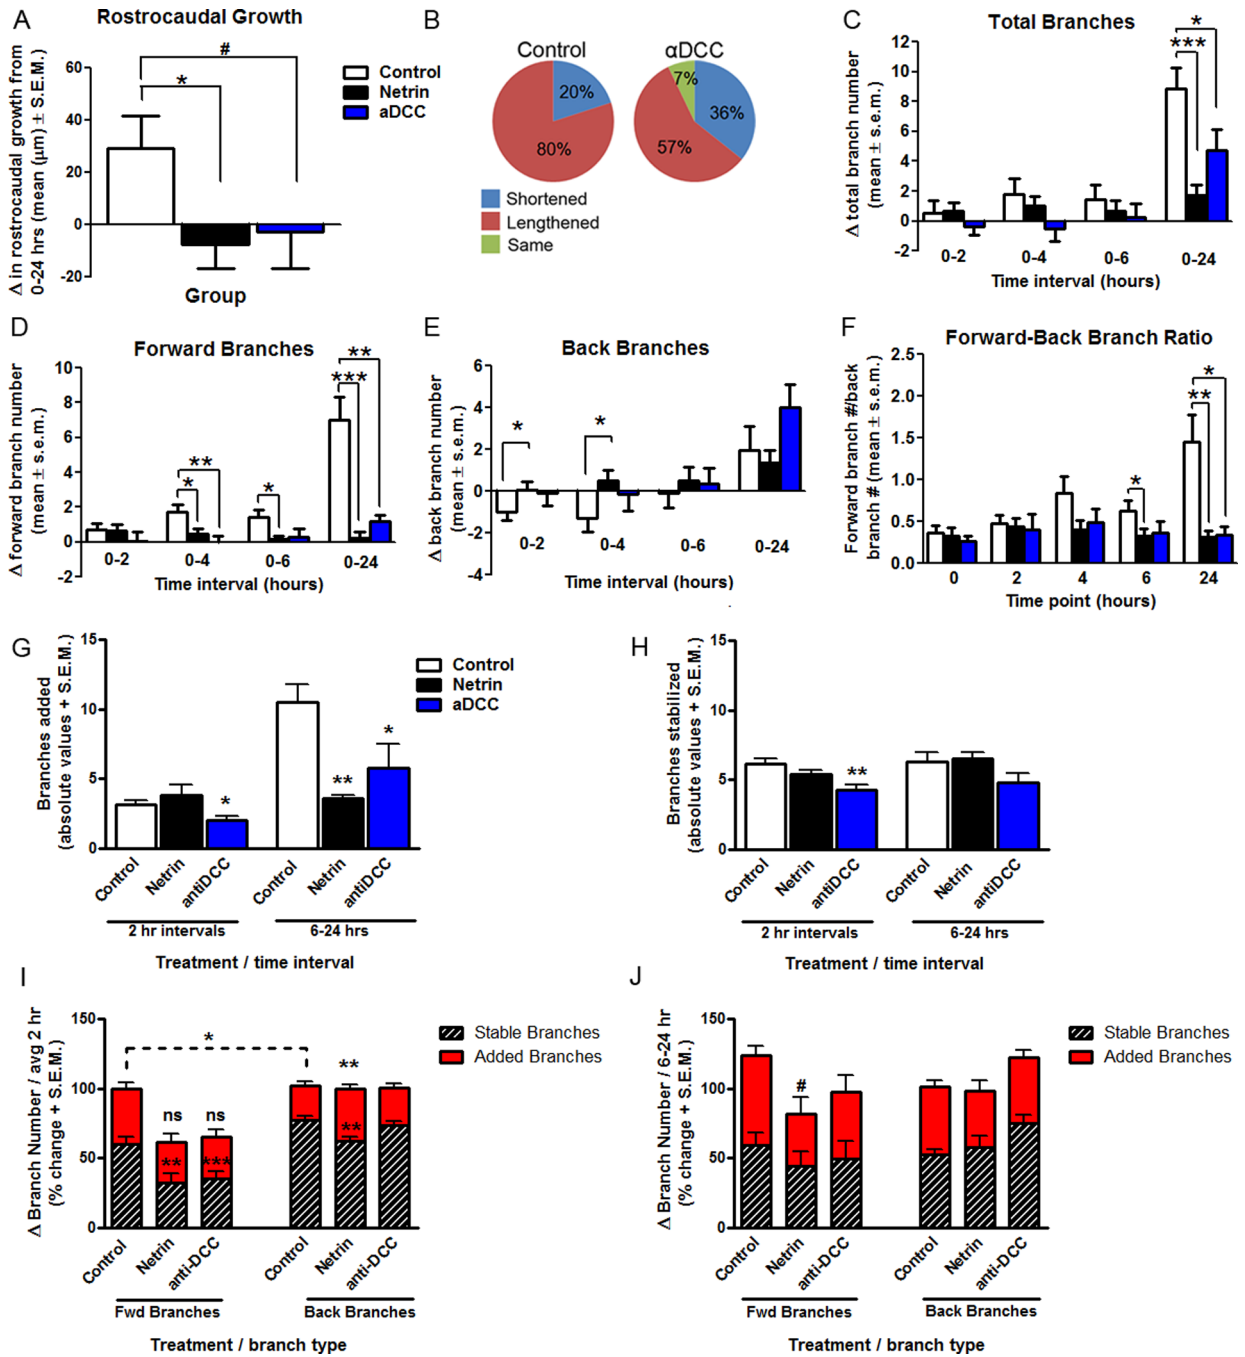 A
Rostrocaudal Growth
Δ in rostrocaudal growth from
0-24 hrs (mean (μm) ± S.E.M.)
60
40
20
0
-20
#
*
Group
Control
Netrin
aDCC
B
Control
αDCC
20%
80%
7%
36%
57%
Shortened
Lengthened
Same
C
Total Branches
Δ total branch number
(mean ± s.e.m.)
12
10
8
6
4
2
0
-2
*
***
0-2
0-4
0-6
0-24
Time interval (hours)
D
Forward Branches
Δ forward branch number
(mean ± s.e.m.)
10
8
6
4
2
0
-2
**
*
*
**
***
0-2
0-4
0-6
0-24
Time interval (hours)
E
Back Branches
Δ back branch number
(mean ± s.e.m.)
6
4
2
0
-2
-4
*
*
0-2
0-4
0-6
0-24
Time interval (hours)
F
Forward-Back Branch Ratio
Forward branch #/back
branch # (mean ± s.e.m.)
2.5
2.0
1.5
1.0
0.5
0.0
*
*
**
0
2
4
6
24
Time point (hours)
G
Branches added
(absolute values + S.E.M.)
15
10
5
0
*
**
*
Control
Netrin
antiDCC
Control
Netrin
antiDCC
2 hr intervals
6-24 hrs
Treatment / time interval
Control
Netrin
aDCC
H
Branches stabilized
(absolute values + S.E.M.)
15
10
5
0
**
Control
Netrin
antiDCC
Control
Netrin
antiDCC
2 hr intervals
6-24 hrs
Treatment / time interval
I
Δ Branch Number / avg 2 hr
(% change + S.E.M.)
150
100
50
0
*
ns
ns
**
**
***
**
Control
Netrin
anti-DCC
Control
Netrin
anti-DCC
Fwd Branches
Back Branches
Treatment / branch type
Stable Branches
Added Branches
J
Δ Branch Number / 6-24 hr
(% change + S.E.M.)
150
100
50
0
#
Control
Netrin
anti-DCC
Control
Netrin
anti-DCC
Fwd Branches
Back Branches
Treatment / branch type
Stable Branches
Added Branches